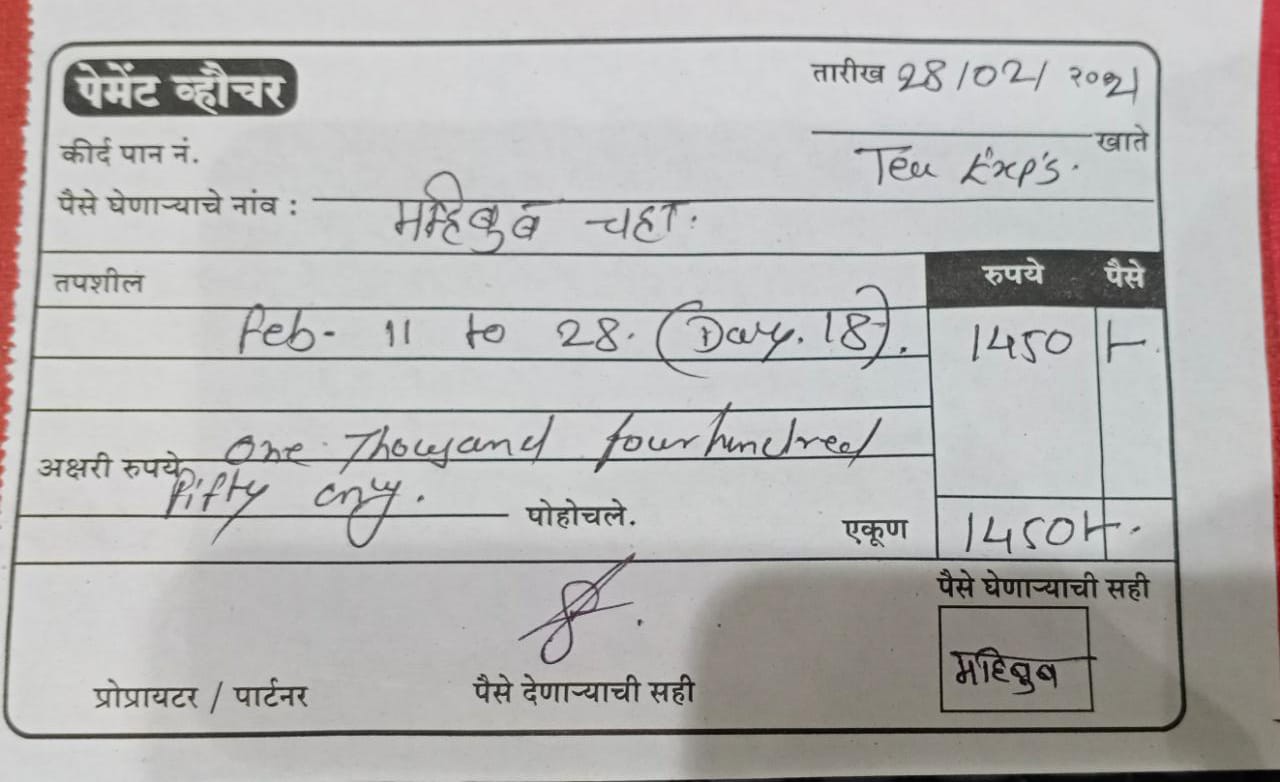 पेमेंट व्हौचर
तारीख 28/02/ २०२१
कीर्द पान नं.
Tea Exp's. खाते
पैसे घेणाऱ्याचे नांव : महिबुब चहा.
तपशील रुपये पैसे
Feb- 11 to 28. (Day. 18). 1450 /-
One Thousand four hundred
अक्षरी रुपये
fifty only. पोहोचले.
एकूण 1450/-.
पैसे घेणाऱ्याची सही
महिबुब
प्रोप्रायटर / पार्टनर पैसे देणाऱ्याची सही